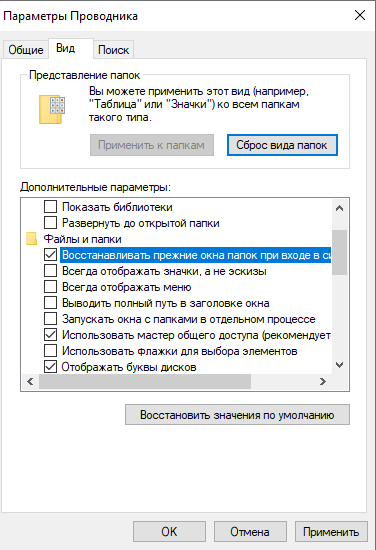 Параметры Проводника
Общие
Вид
Поиск
Представление папок
Вы можете применить этот вид (например,
"Таблица" или "Значки") ко всем папкам
такого типа.
Применить к папкам
Сброс вида папок
Дополнительные параметры:
Показать библиотеки
Развернуть до открытой папки
Файлы и папки
Восстанавливать прежние окна папок при входе в си
Всегда отображать значки, а не эскизы
Всегда отображать меню
Выводить полный путь в заголовке окна
Запускать окна с папками в отдельном процессе
Использовать мастер общего доступа (рекомендует
Использовать флажки для выбора элементов
Отображать буквы дисков
Восстановить значения по умолчанию
OK
Отмена
Применить